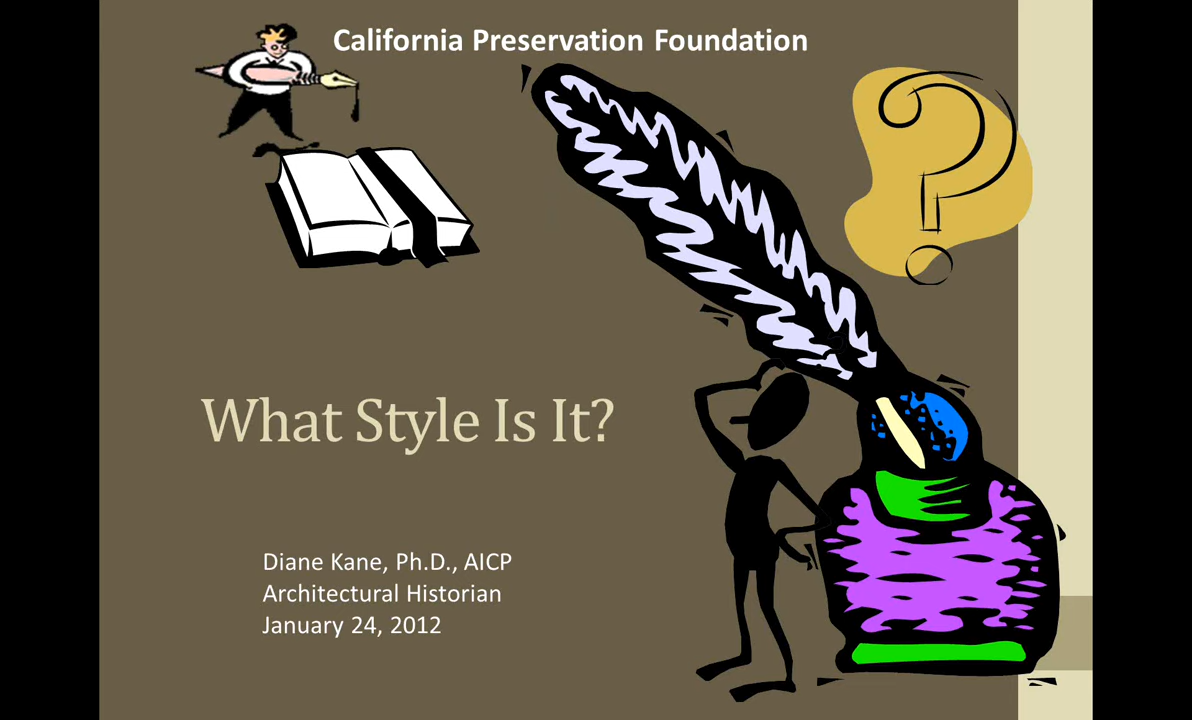 California Preservation Foundation
What Style Is It?
Diane Kane, Ph.D., AICP
Architectural Historian
January 24, 2012